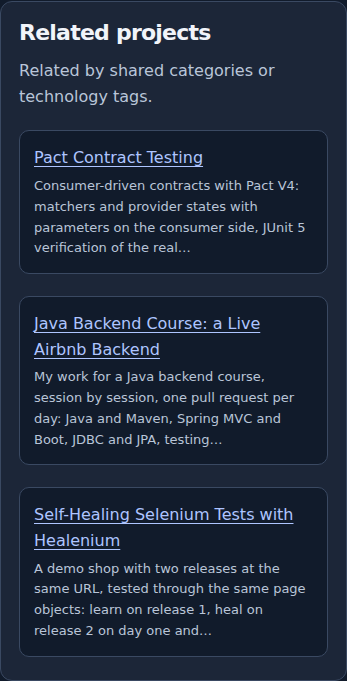 Related projects
Related by shared categories or
technology tags.
Pact Contract Testing
Consumer-driven contracts with Pact V4:
matchers and provider states with
parameters on the consumer side, JUnit 5
verification of the real…
Java Backend Course: a Live
Airbnb Backend
My work for a Java backend course,
session by session, one pull request per
day: Java and Maven, Spring MVC and
Boot, JDBC and JPA, testing…
Self-Healing Selenium Tests with
Healenium
A demo shop with two releases at the
same URL, tested through the same page
objects: learn on release 1, heal on
release 2 on day one and…